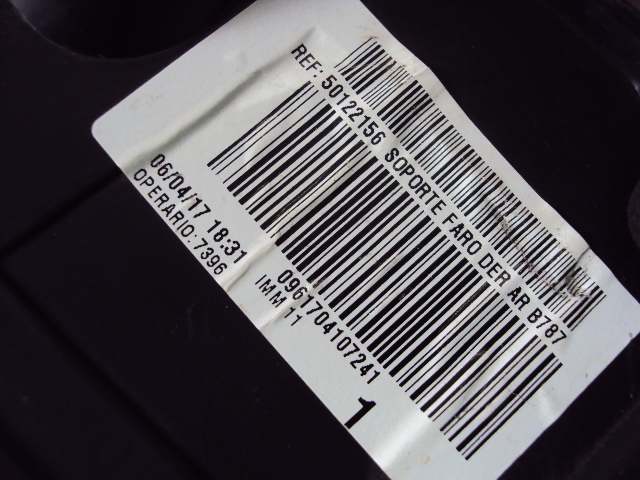 REF: 50122156 SOPORTE FARO DER AR B787
0961704107241
06/04/17 18:31
IMM 11
OPERARIO: 7396
1